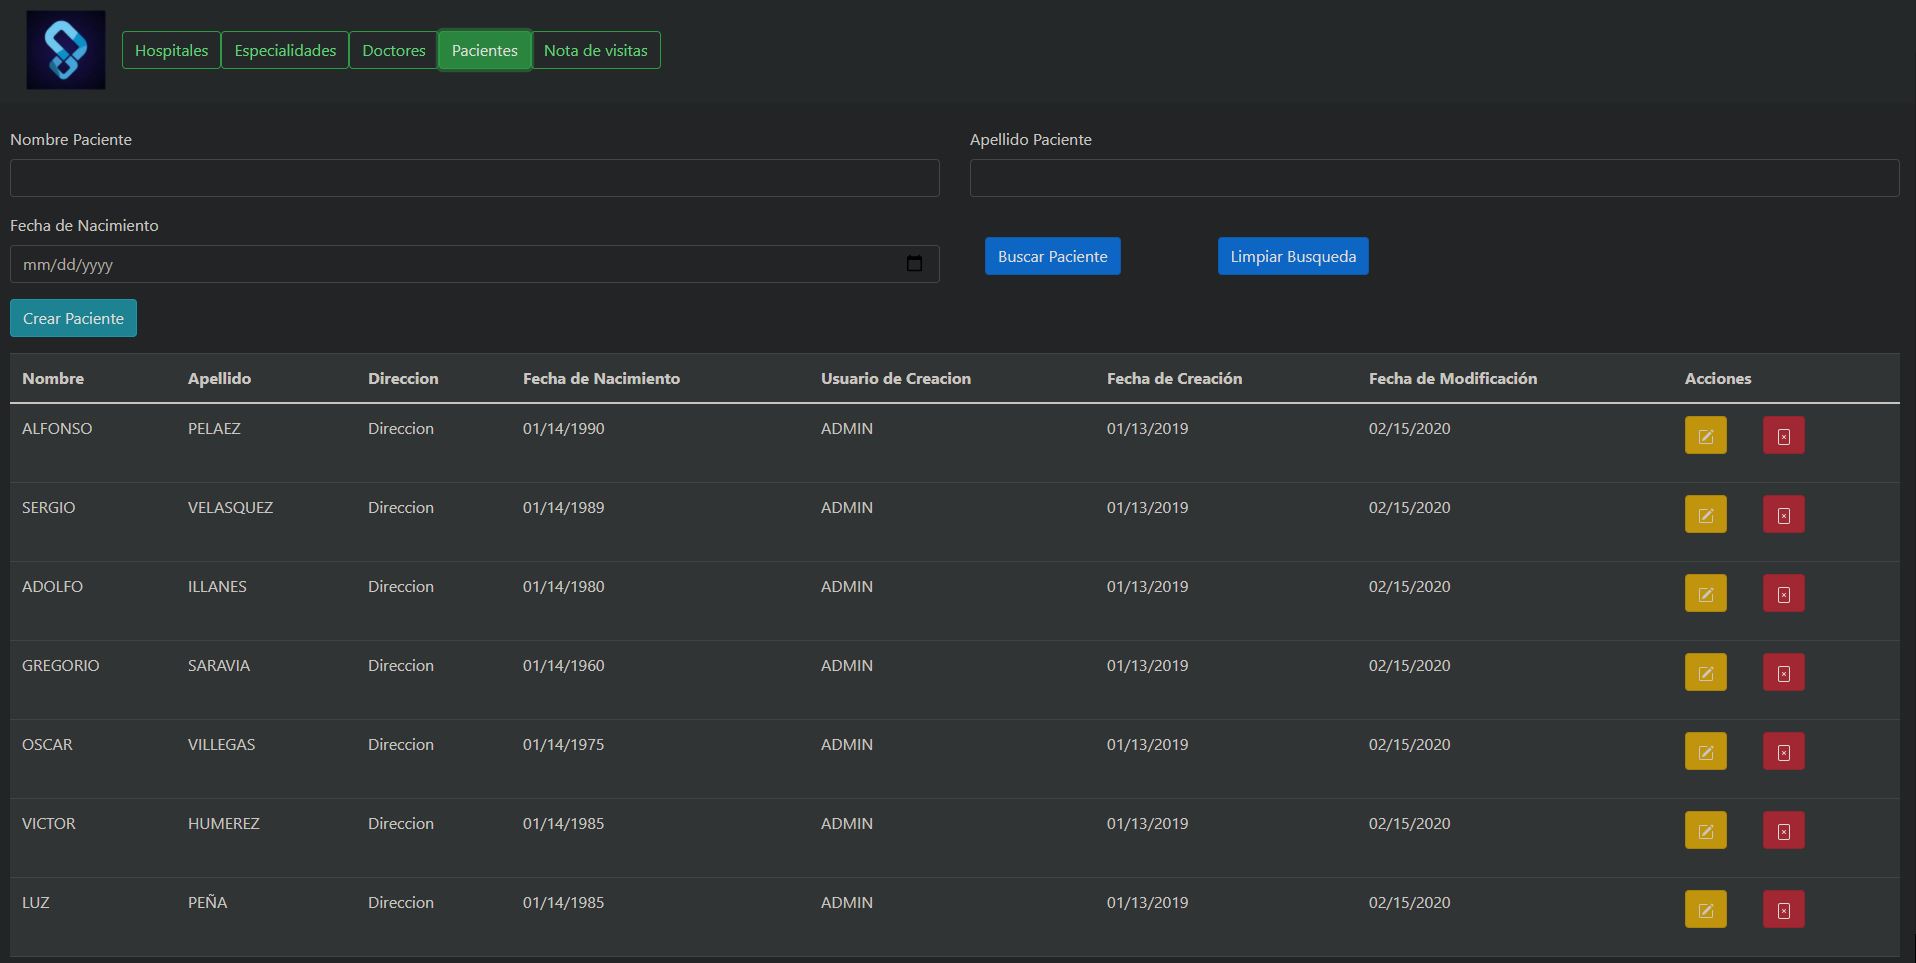 Hospitales Especialidades Doctores Pacientes Nota de visitas
Nombre Paciente Apellido Paciente
Fecha de Nacimiento
mm/dd/yyyy Buscar Paciente Limpiar Busqueda
Crear Paciente
Nombre Apellido Direccion Fecha de Nacimiento Usuario de Creacion Fecha de Creación Fecha de Modificación Acciones
ALFONSO PELAEZ Direccion 01/14/1990 ADMIN 01/13/2019 02/15/2020
SERGIO VELASQUEZ Direccion 01/14/1989 ADMIN 01/13/2019 02/15/2020
ADOLFO ILLANES Direccion 01/14/1980 ADMIN 01/13/2019 02/15/2020
GREGORIO SARAVIA Direccion 01/14/1960 ADMIN 01/13/2019 02/15/2020
OSCAR VILLEGAS Direccion 01/14/1975 ADMIN 01/13/2019 02/15/2020
VICTOR HUMEREZ Direccion 01/14/1985 ADMIN 01/13/2019 02/15/2020
LUZ PEÑA Direccion 01/14/1985 ADMIN 01/13/2019 02/15/2020